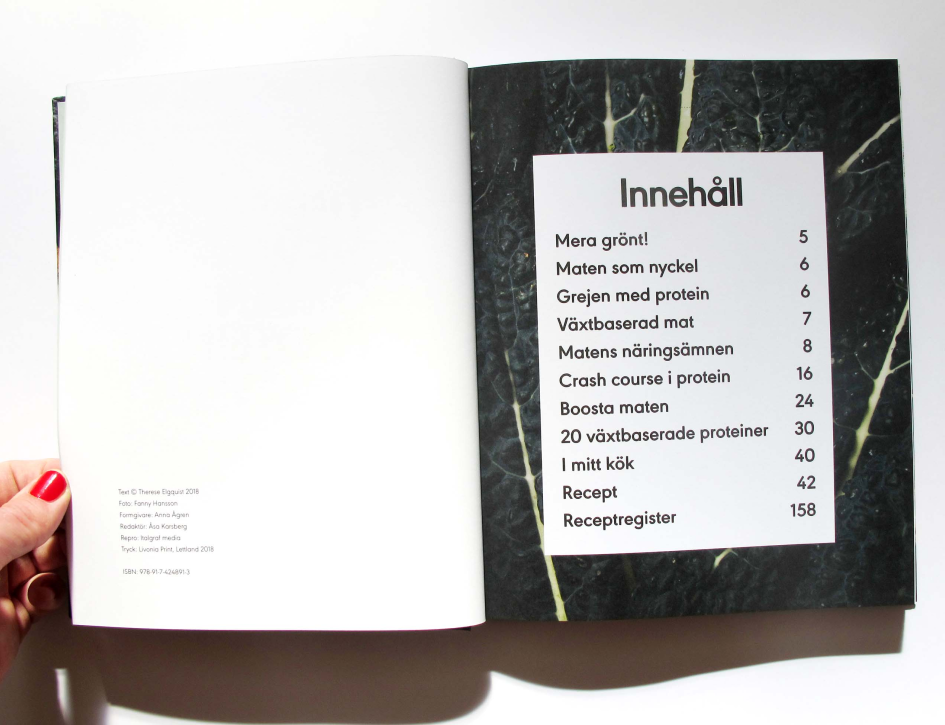 Text © Therese Elgquist 2018
Foto: Fanny Hansson
Formgivare: Anna Ågren
Redaktör: Åsa Karsberg
Repro: Italgraf media
Tryck: Livonia Print, Lettland 2018
ISBN: 978-91-7-424891-3
Innehåll
Mera grönt! 5
Maten som nyckel 6
Grejen med protein 6
Växtbaserad mat 7
Matens näringsämnen 8
Crash course i protein 16
Boosta maten 24
20 växtbaserade proteiner 30
I mitt kök 40
Recept 42
Receptregister 158